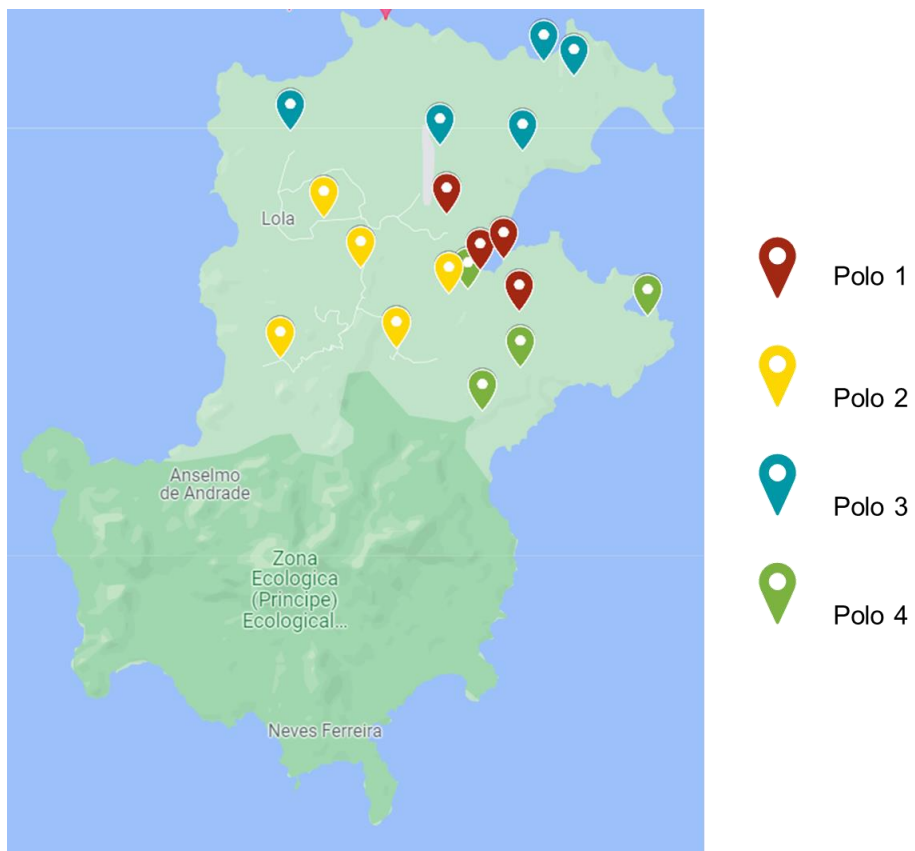 Lola
Anselmo
de Andrade
Zona
Ecologica
(Principe)
Ecological...
Neves Ferreira
Polo 1
Polo 2
Polo 3
Polo 4